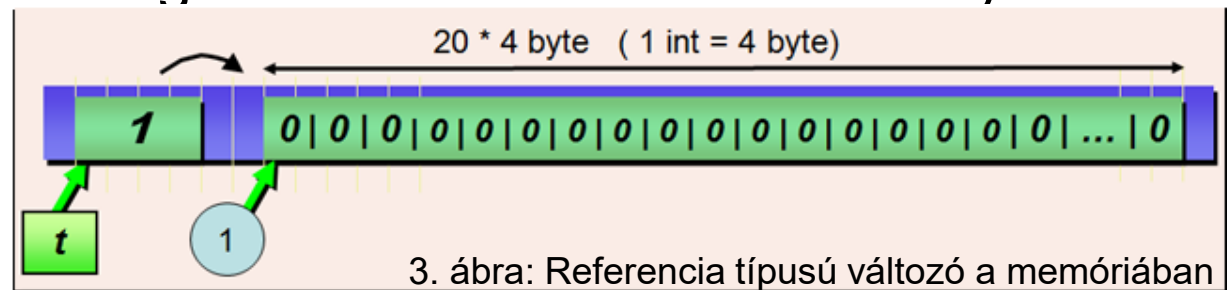 20 * 4 byte ( 1 int = 4 byte)
1 0| 0 | 0 | 0 | 0 | 0 | 0 | 0 | 0 | 0 | 0 | 0 | 0 | 0 | 0 | 0 | 0 | ... | 0
t 1
3. ábra: Referencia típusú változó a memóriában